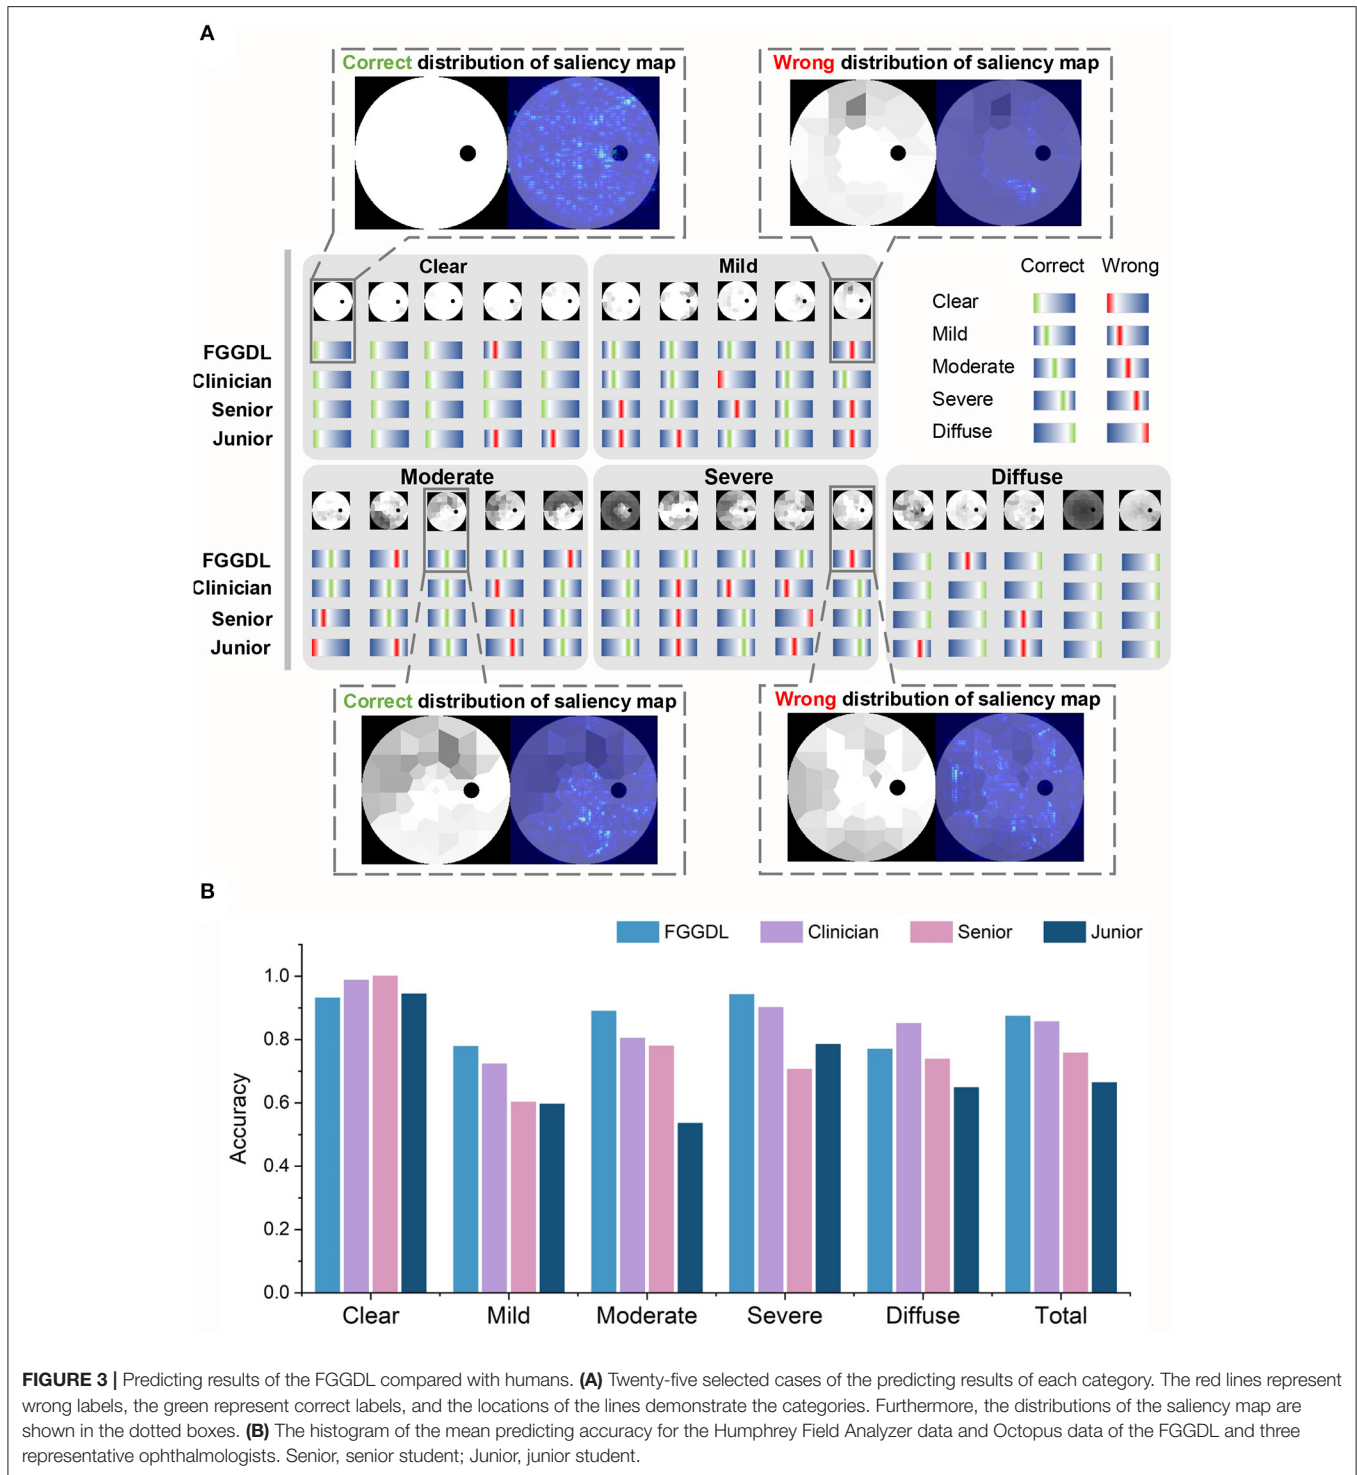 A
Correct distribution of saliency map
Wrong distribution of saliency map
Clear
Mild
Correct Wrong
Clear
Mild
Moderate
Severe
Diffuse
FGGDL
Clinician
Senior
Junior
Moderate
Severe
Diffuse
FGGDL
Clinician
Senior
Junior
Correct distribution of saliency map
Wrong distribution of saliency map
B
FGGDL Clinician Senior Junior
Accuracy
1.0
0.8
0.6
0.4
0.2
0.0
Clear Mild Moderate Severe Diffuse Total
FIGURE 3 | Predicting results of the FGGDL compared with humans. (A) Twenty-five selected cases of the predicting results of each category. The red lines represent
wrong labels, the green represent correct labels, and the locations of the lines demonstrate the categories. Furthermore, the distributions of the saliency map are
shown in the dotted boxes. (B) The histogram of the mean predicting accuracy for the Humphrey Field Analyzer data and Octopus data of the FGGDL and three
representative ophthalmologists. Senior, senior student; Junior, junior student.